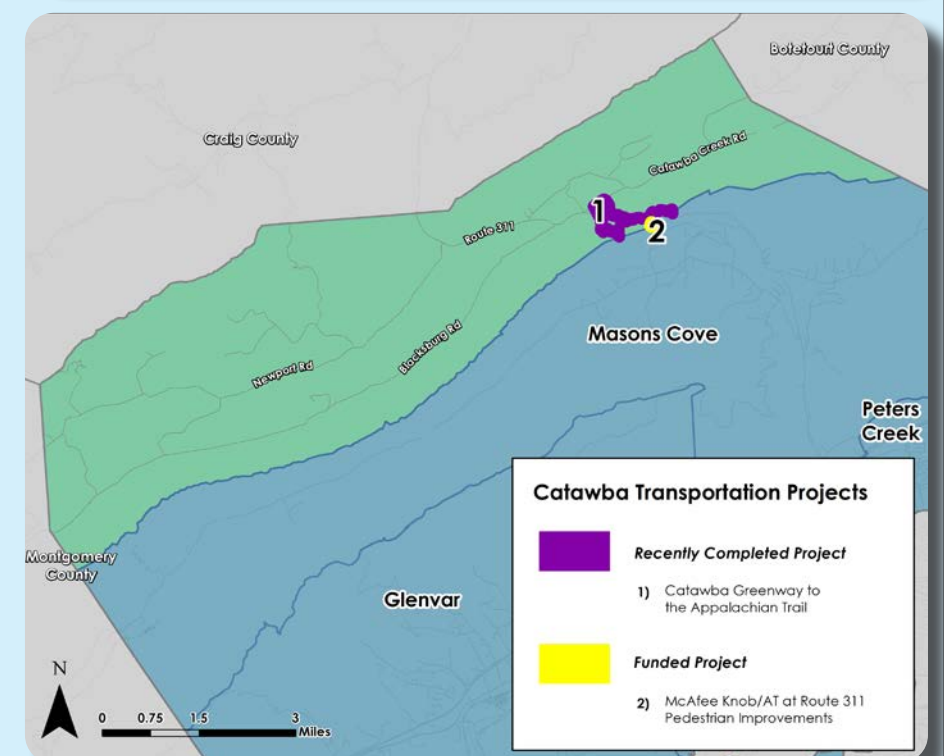 Botetourt County
Craig County
Catawba Creek Rd
1
Route 311
2
Masons Cove
Blacksburg Rd
Newport Rd
Peters
Creek
Catawba Transportation Projects
Recently Completed Project
1) Catawba Greenway to
the Appalachian Trail
Montgomery
County
Glenvar
Funded Project
2) McAfee Knob/AT at Route 311
Pedestrian Improvements
N
0 0.75 1.5 3
Miles